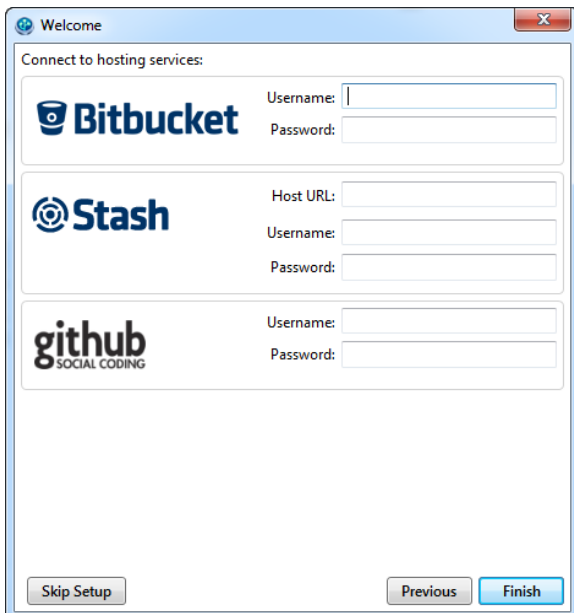 Welcome
Connect to hosting services:
Bitbucket
Username:
Password:
Stash
Host URL:
Username:
Password:
github
SOCIAL CODING
Username:
Password:
Skip Setup
Previous
Finish